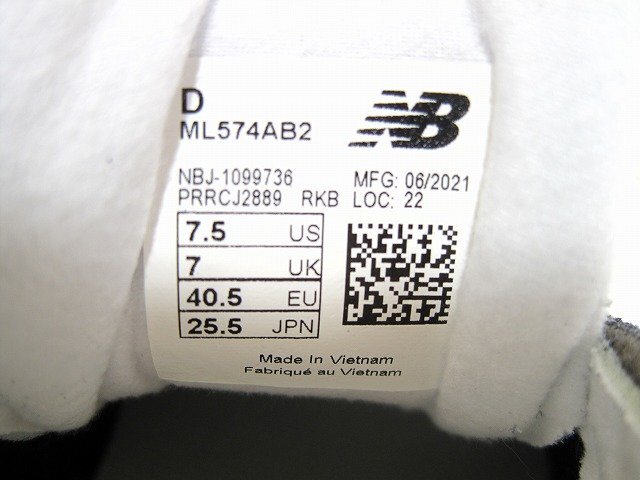 D
ML574AB2
NB
NBJ-1099736 MFG: 06/2021
PRRCJ2889 RKB LOC: 22
7.5 US
7 UK
40.5 EU
25.5 JPN
Made In Vietnam
Fabriqué au Vietnam